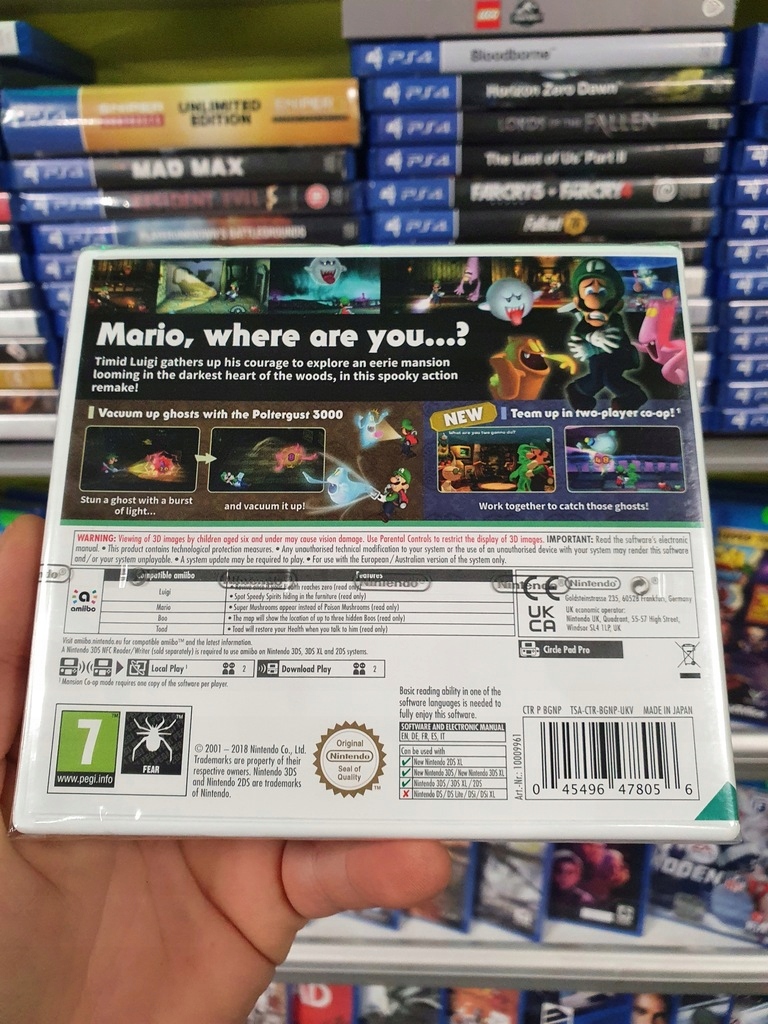 LEGO
PS4 Bloodborne
PS4 Horizon Zero Dawn
PS4 LORDS OF THE FALLEN
PS4 The Last of Us Part II
PS4 FARCRY5 + FARCRY4
PS4 Fallout
UNLIMITED
EDITION
PS4 MAD MAX
PS4
Mario, where are you...?
Timid Luigi gathers up his courage to explore an eerie mansion
looming in the darkest heart of the woods, in this spooky action
remake!
Vacuum up ghosts with the Poltergust 3000
Stun a ghost with a burst
of light...
and vacuum it up!
NEW Team up in two-player co-op!¹
What are you two gonna do?
Work together to catch those ghosts!
WARNING: Viewing of 3D images by children aged six and under may cause vision damage. Use Parental Controls to restrict the display of 3D images. IMPORTANT: Read the software's electronic
manual. • This product contains technological protection measures. • Any unauthorised technical modification to your system or the use of an unauthorised device with your system may render this software
and/or your system unplayable. • A system update may be required to play. • For use with the European/Australian version of the system only.
amiibo
Compatible amiibo Features
Luigi
reaches zero (read only)
• Spot Speedy Spirits hiding in the furniture (read only)
Mario • Super Mushrooms appear instead of Poison Mushrooms (read only)
Boo • The map will show the location of up to three hidden Boos (read only)
Toad • Toad will restore your Health when you talk to him (read only)
Visit amiibo.nintendo.eu for compatible amiibo™ and the latest information.
A Nintendo 3DS NFC Reader/Writer (sold separately) is required to use amiibo on Nintendo 3DS, 3DS XL and 2DS systems.
CE
UK
CA
Nintendo
Goldsteinstrasse 235, 60528 Frankfurt, Germany
UK economic operator:
Nintendo UK, Quadrant, 55-57 High Street,
Windsor SL4 1LP, UK
Circle Pad Pro
Local Play¹ 2
Download Play 2
¹ Mansion Co-op mode requires one copy of the software per player.
7
www.pegi.info
FEAR
© 2001 – 2018 Nintendo Co., Ltd.
Trademarks are property of their
respective owners. Nintendo 3DS
and Nintendo 2DS are trademarks
of Nintendo.
Original
Nintendo
Seal of
Quality
TM
Basic reading ability in one of the
software languages is needed to
fully enjoy this software.
SOFTWARE AND ELECTRONIC MANUAL
EN, DE, FR, ES, IT
Can be used with
New Nintendo 2DS XL
New Nintendo 3DS/New Nintendo 3DS XL
Nintendo 3DS/3DS XL/2DS
Nintendo DS/DS Lite/DSi/DSi XL
Art.-Nr.: 10009961
CTR P BGNP TSA-CTR-BGNP-UKV MADE IN JAPAN
0 45496 47805 6